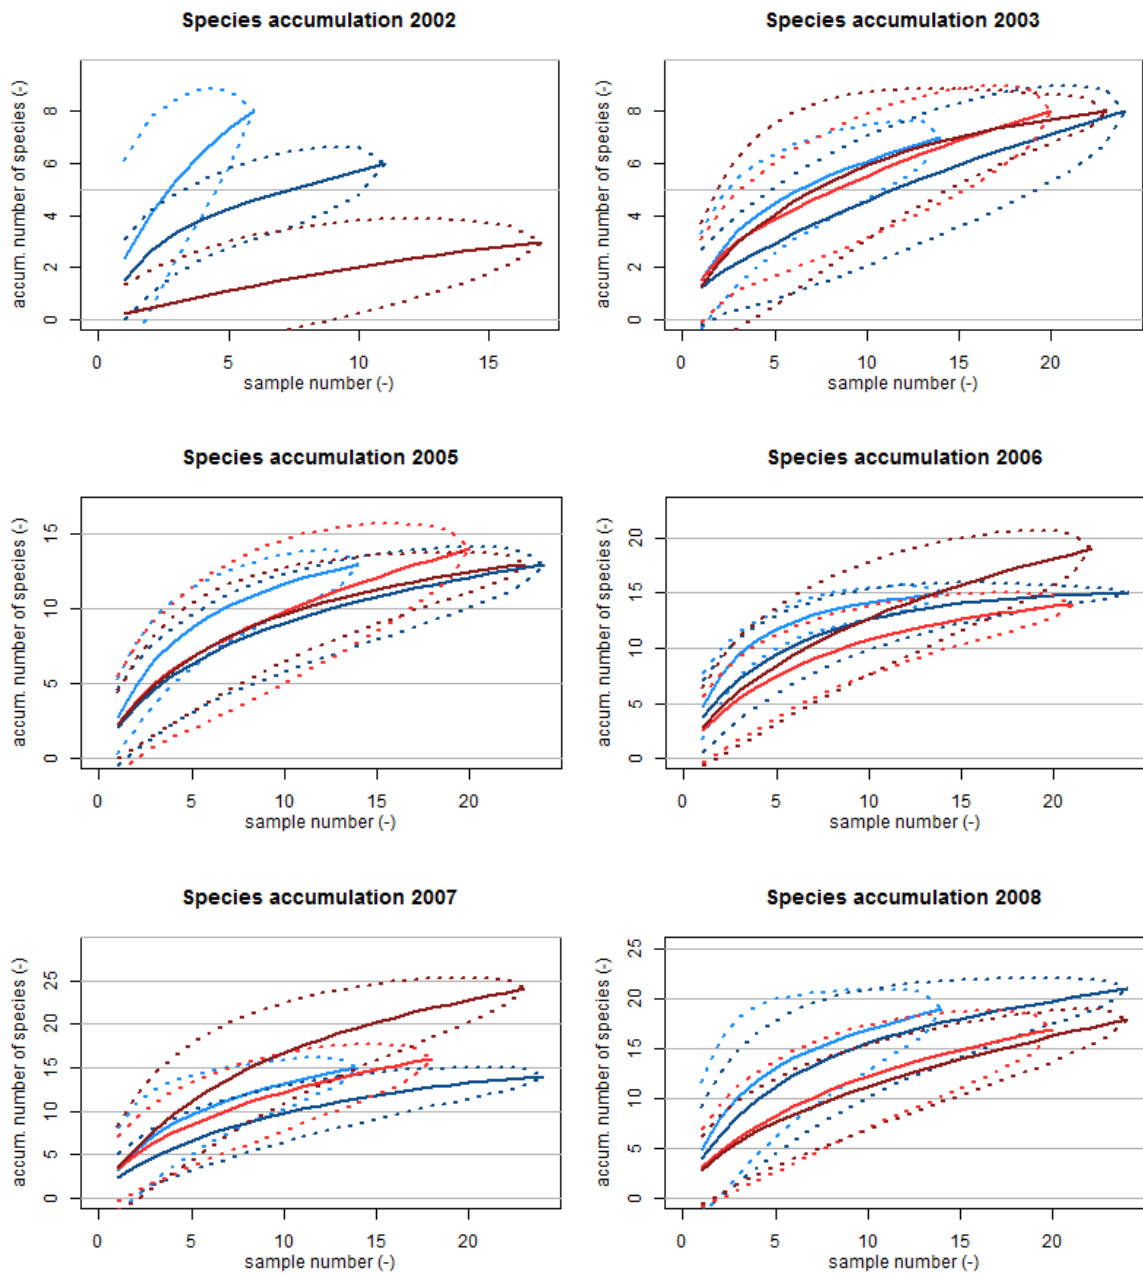 Species accumulation 2002
accum. number of species (-)
8
6
4
2
0
0 5 10 15
sample number (-)
Species accumulation 2003
accum. number of species (-)
8
6
4
2
0
0 5 10 15 20
sample number (-)
Species accumulation 2005
accum. number of species (-)
15
10
5
0
0 5 10 15 20
sample number (-)
Species accumulation 2006
accum. number of species (-)
20
15
10
5
0
0 5 10 15 20
sample number (-)
Species accumulation 2007
accum. number of species (-)
25
20
15
10
5
0
0 5 10 15 20
sample number (-)
Species accumulation 2008
accum. number of species (-)
25
20
15
10
5
0
0 5 10 15 20
sample number (-)